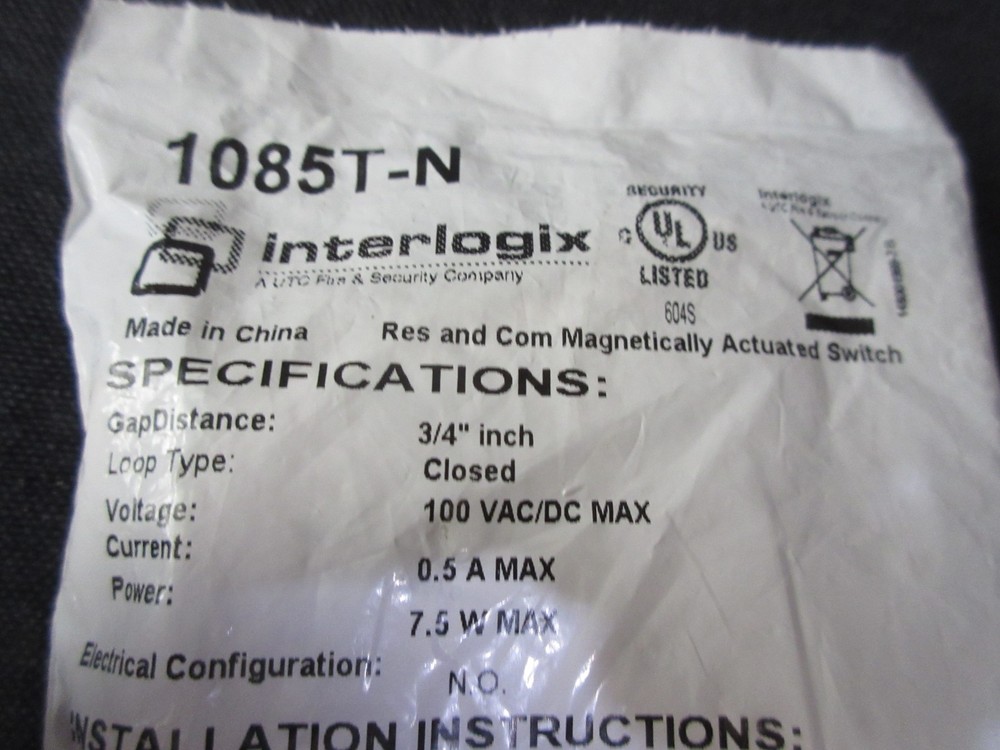 1085T-N
interlogix
A UTC Fire & Security Company
SECURITY
C UL US
LISTED
604S
Interlogix
Made in China
Res and Com Magnetically Actuated Switch
SPECIFICATIONS:
GapDistance: 3/4" inch
Loop Type: Closed
Voltage: 100 VAC/DC MAX
Current: 0.5 A MAX
Power: 7.5 W MAX
Electrical Configuration: N.O.
INSTALLATION INSTRUCTIONS: